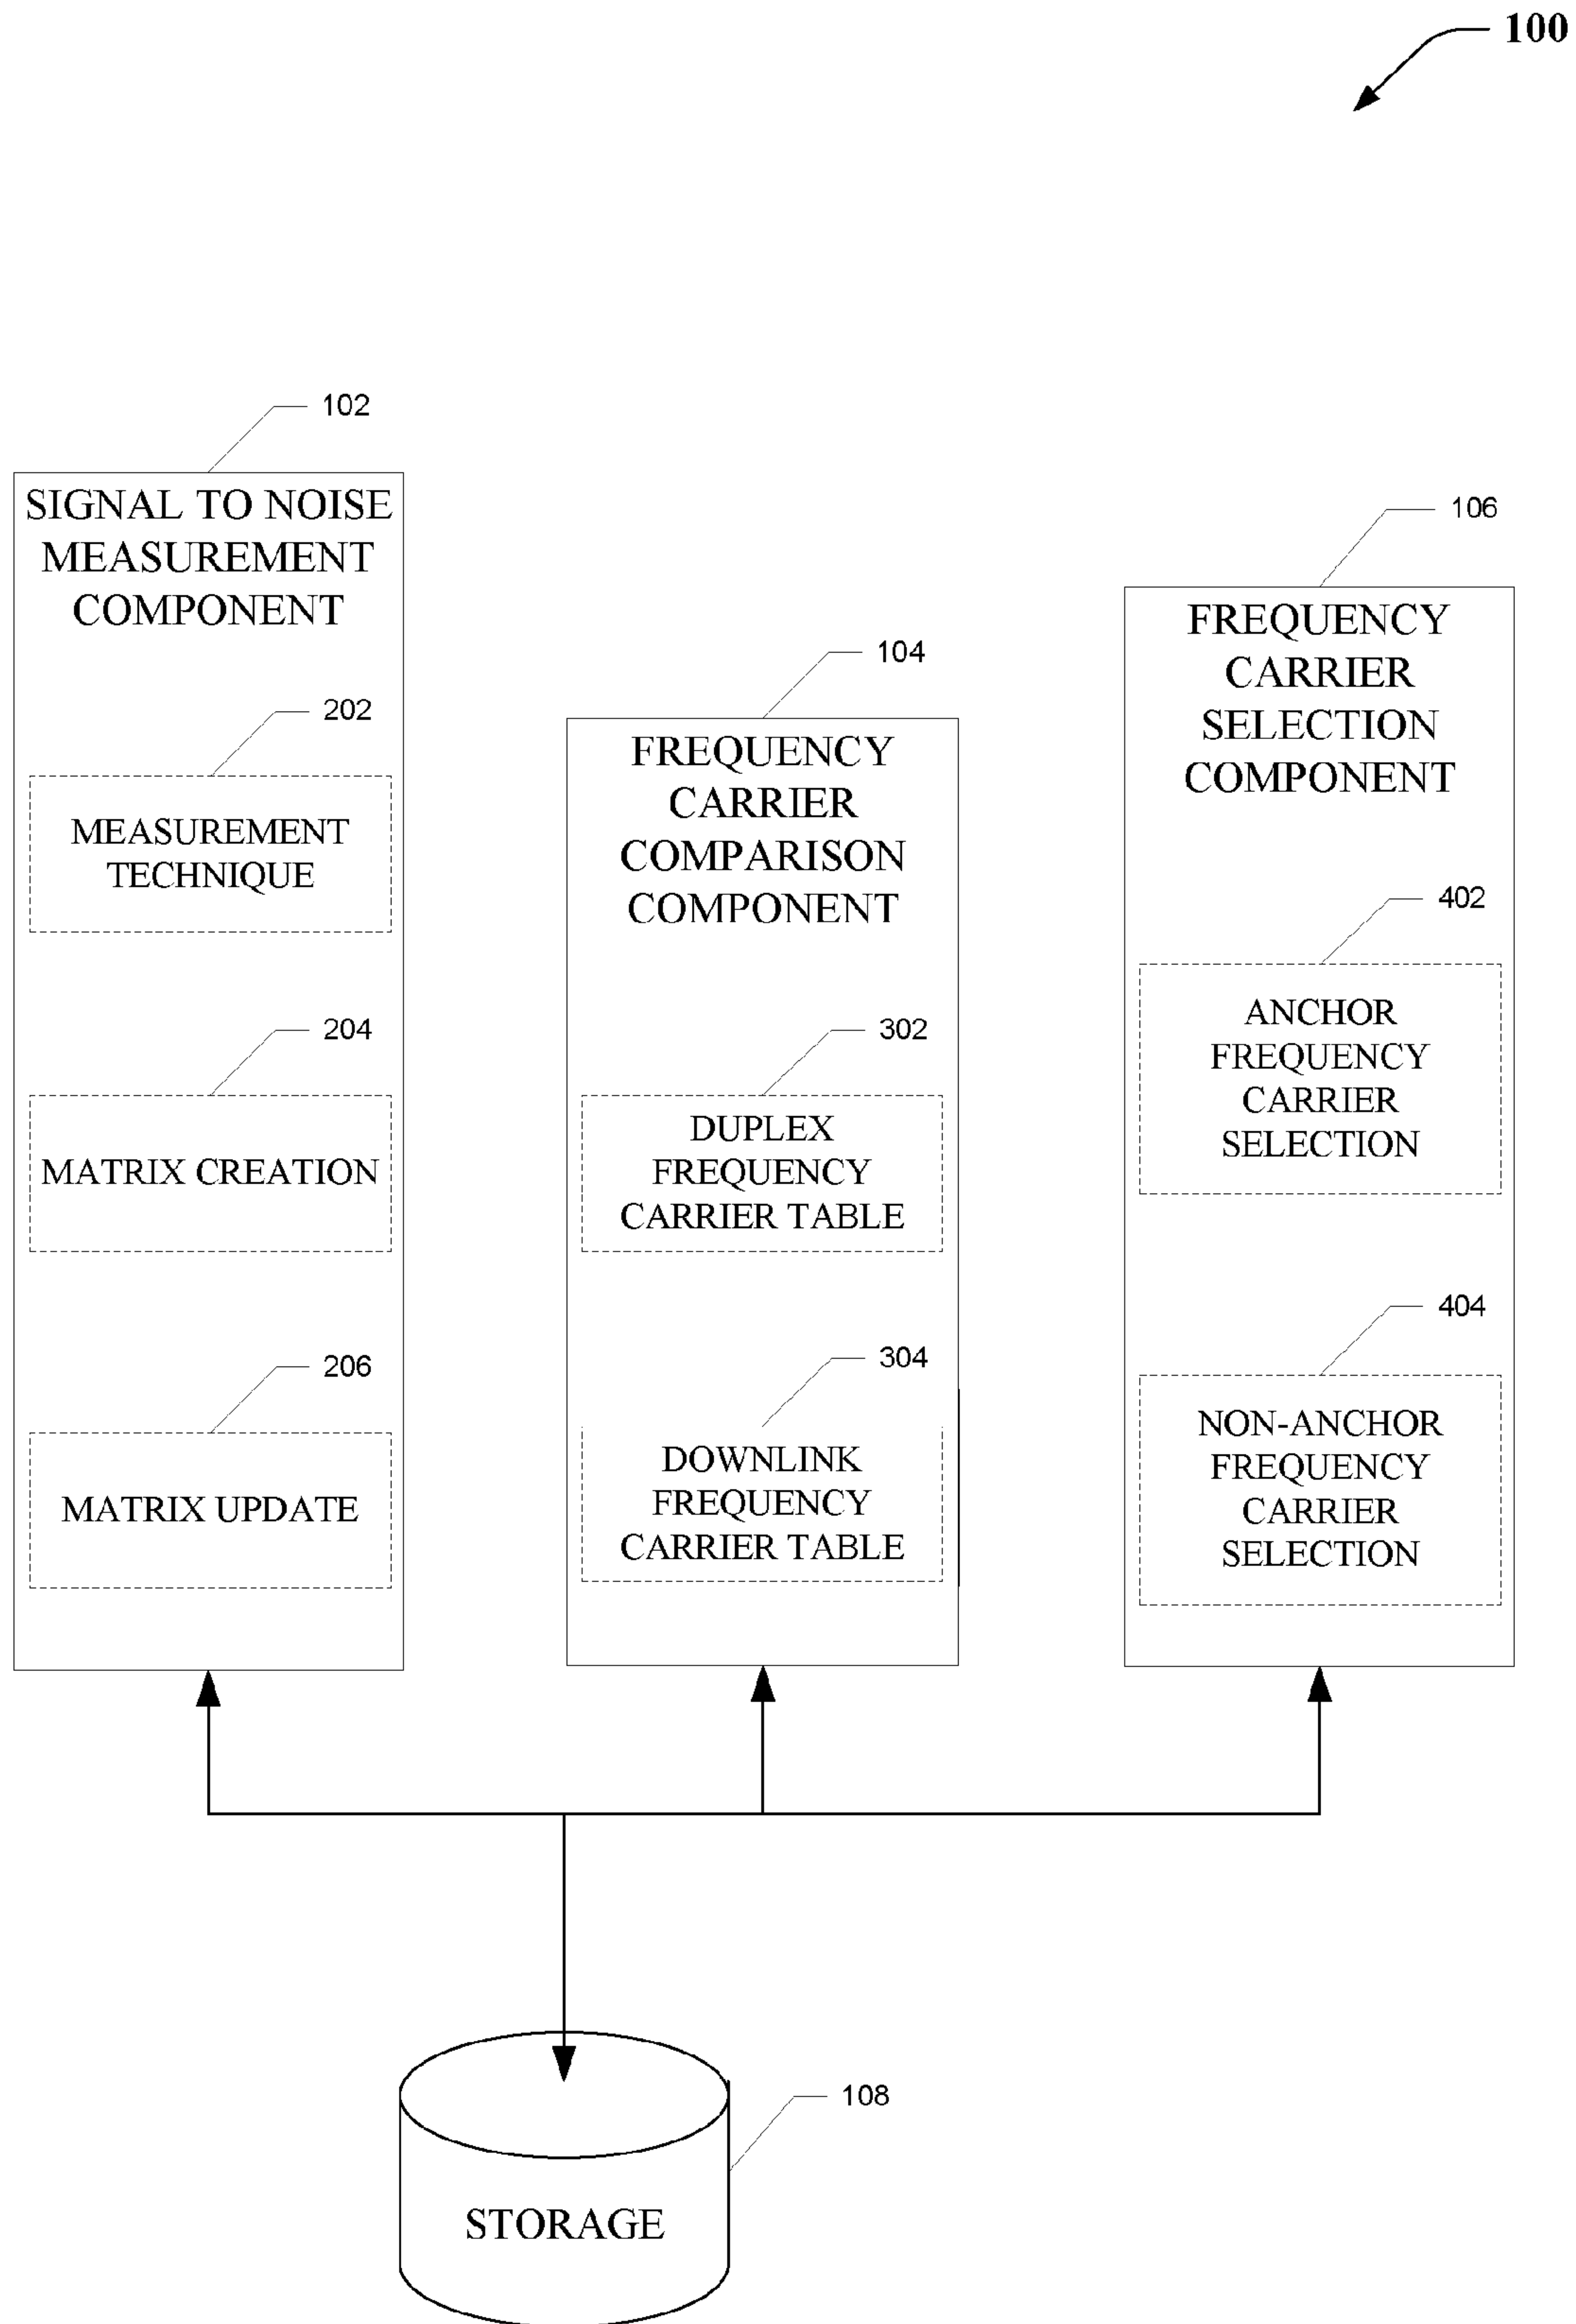 100
102
SIGNAL TO NOISE
MEASUREMENT
COMPONENT
202
MEASUREMENT
TECHNIQUE
204
MATRIX CREATION
206
MATRIX UPDATE
104
FREQUENCY
CARRIER
COMPARISON
COMPONENT
302
DUPLEX
FREQUENCY
CARRIER TABLE
304
DOWNLINK
FREQUENCY
CARRIER TABLE
106
FREQUENCY
CARRIER
SELECTION
COMPONENT
402
ANCHOR
FREQUENCY
CARRIER
SELECTION
404
NON-ANCHOR
FREQUENCY
CARRIER
SELECTION
108
STORAGE